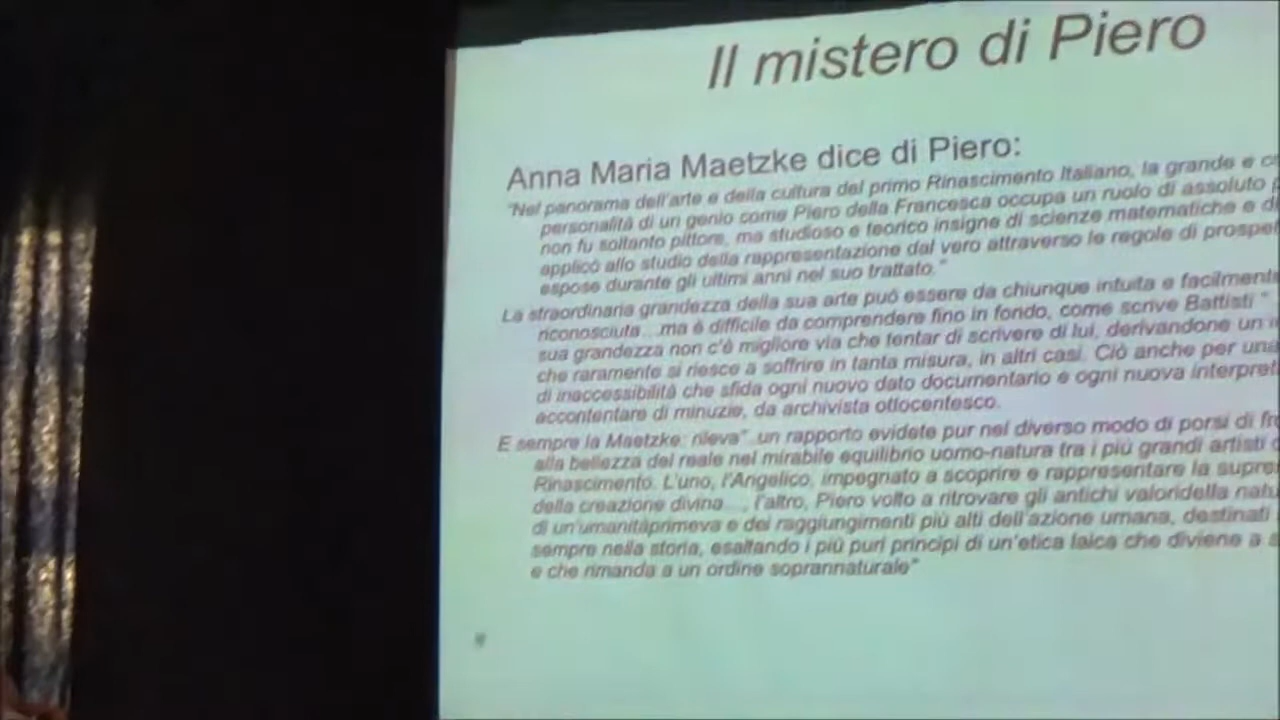 Il mistero di Piero
Anna Maria Maetzke dice di Piero:
"Nel panorama dell'arte e della cultura del primo Rinascimento Italiano, la grande e
personalità di un genio come Piero della Francesca occupa un ruolo di assoluto
non fu soltanto pittore, ma studioso e teorico insigne di scienze matematiche e
applicò allo studio della rappresentazione dal vero attraverso le regole di
espose durante gli ultimi anni nel suo trattato."
La straordinaria grandezza della sua arte può essere da chiunque intuita e facilmente
riconosciuta...ma è difficile da comprendere fino in fondo, come scrive Battisti "
sua grandezza non c'è migliore via che tentar di scrivere di lui, derivandone un
che raramente si riesce a soffrire in tanta misura, in altri casi. Ciò anche per una
di inaccessibilità che sfida ogni nuovo dato documentario e ogni nuova
accontentare di minuzie, da archivista ottocentesco.
E sempre la Maetzke: rileva"..un rapporto evidete pur nel diverso modo di porsi di
alla bellezza del reale nel mirabile equilibrio uomo-natura tra i più grandi artisti
Rinascimento. L'uno, l'Angelico, impegnato a scoprire e rappresentare la
della creazione divina..., l'altro, Piero volto a ritrovare gli antichi valoridella
di un'umanitàprimeva e dei raggiungimenti più alti dell'azione umana, destinati
sempre nella storia, esaltando i più puri principi di un'etica laica che diviene a
e che rimanda a un ordine soprannaturale"